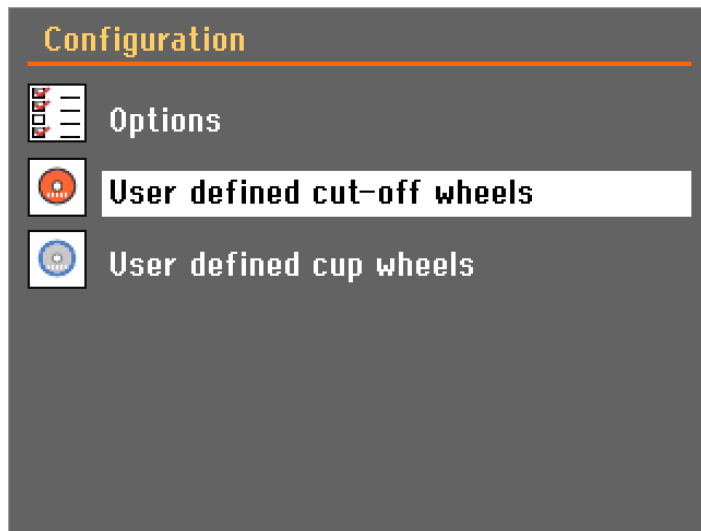 Configuration
Options
User defined cut-off wheels
User defined cup wheels